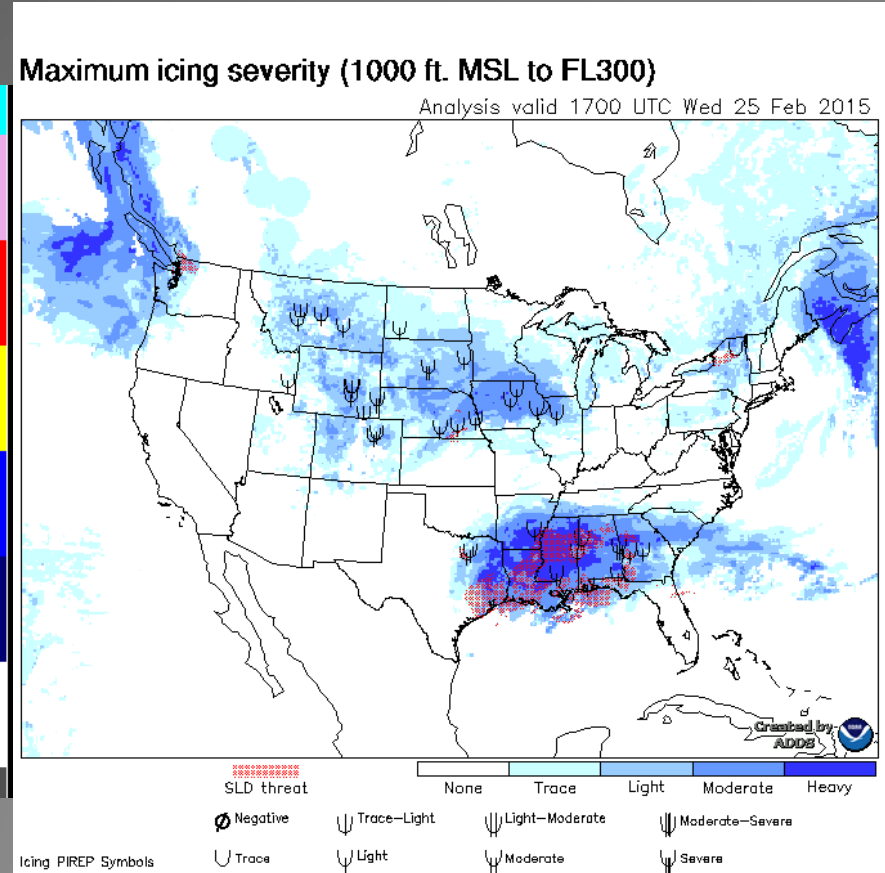 Maximum icing severity (1000 ft. MSL to FL300)
Analysis valid 1700 UTC Wed 25 Feb 2015
Created by
ADDS
SLD threat
None Trace Light Moderate Heavy
Negative Trace-Light Light-Moderate Moderate-Severe
Icing PIREP Symbols Trace Light Moderate Severe